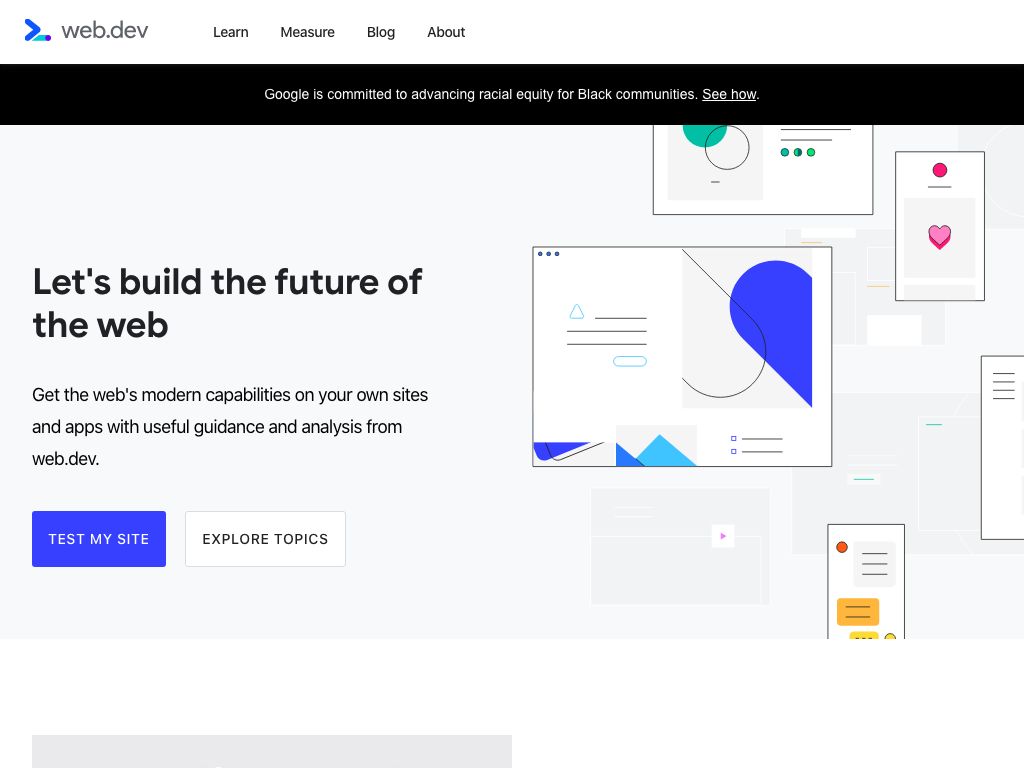 web.dev
Learn
Measure
Blog
About
Google is committed to advancing racial equity for Black communities. See how.
Let's build the future of
the web
Get the web's modern capabilities on your own sites
and apps with useful guidance and analysis from
web.dev.
TEST MY SITE
EXPLORE TOPICS